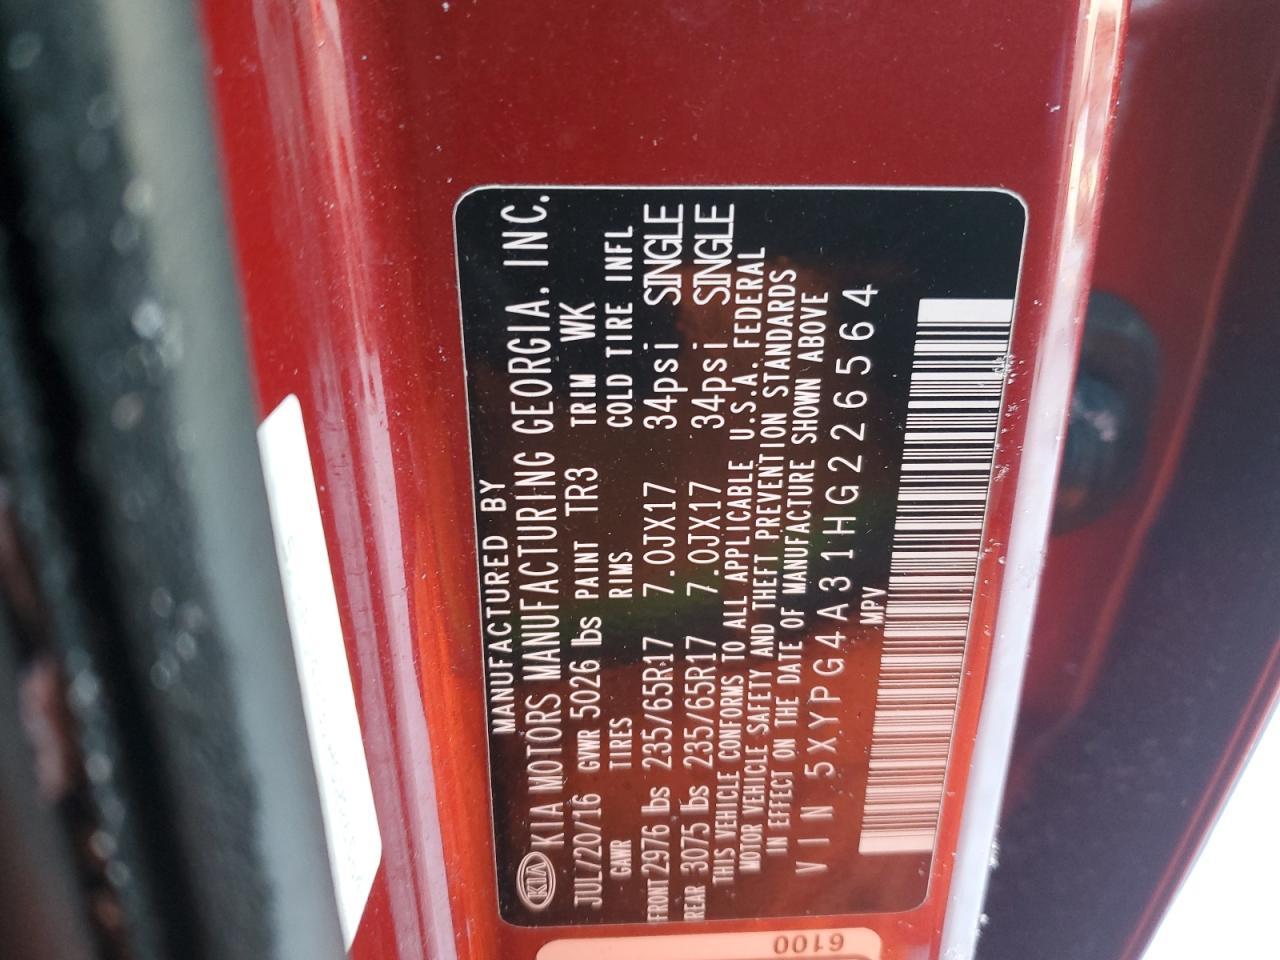 MANUFACTURED BY
KIA KIA MOTORS MANUFACTURING GEORGIA, INC.
JUL/20/16 GVWR 5026 lbs PAINT TR3 TRIM WK
GAWR TIRES RIMS COLD TIRE INFL
FRONT 2976 lbs 235/65R17 7.0JX17 34psi SINGLE
REAR 3075 lbs 235/65R17 7.0JX17 34psi SINGLE
THIS VEHICLE CONFORMS TO ALL APPLICABLE U.S.A. FEDERAL
MOTOR VEHICLE SAFETY AND THEFT PREVENTION STANDARDS
IN EFFECT ON THE DATE OF MANUFACTURE SHOWN ABOVE
VIN 5XYPG4A31HG226564
MPV
6100